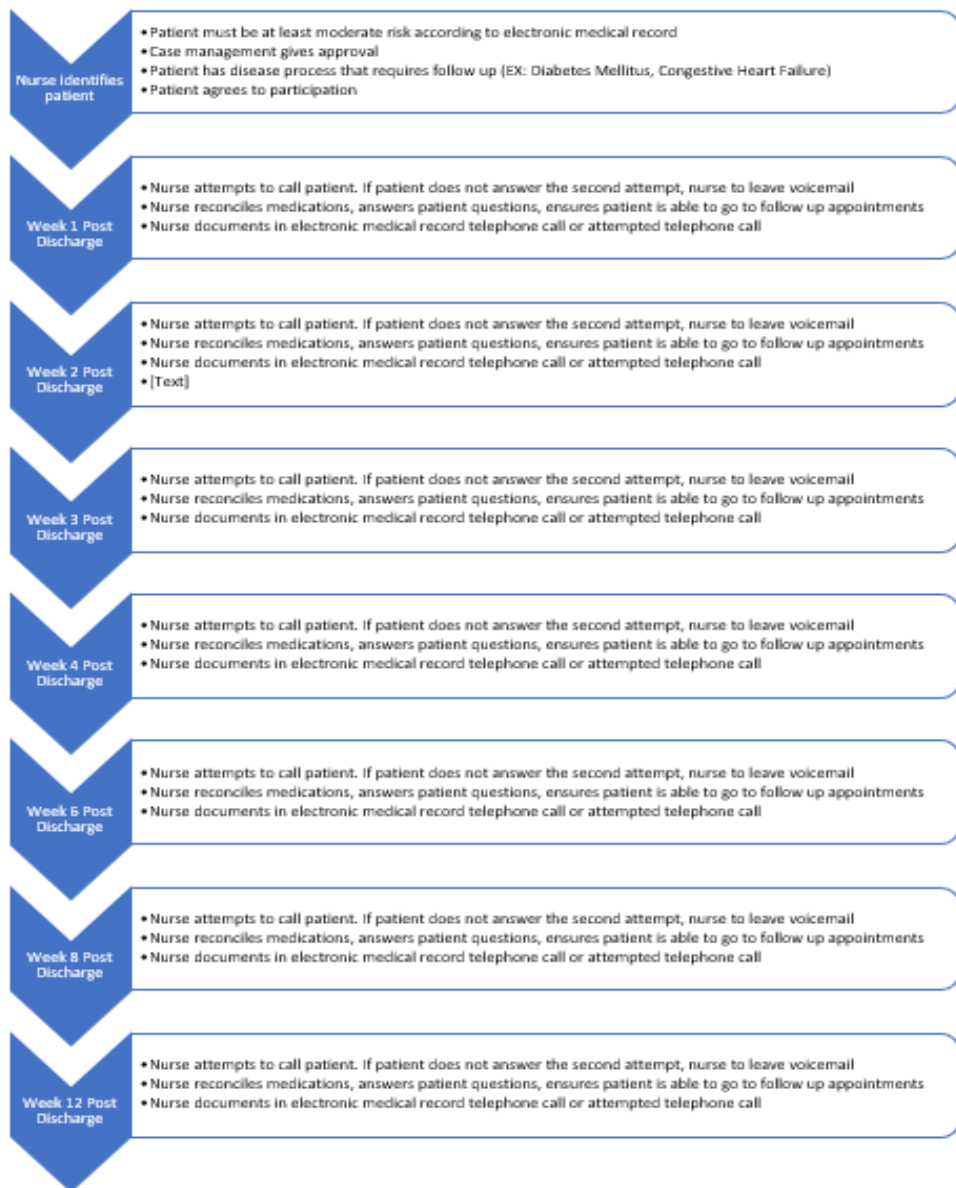 Nurse identifies
patient
•Patient must be at least moderate risk according to electronic medical record
•Case management gives approval
•Patient has disease process that requires follow up (EX: Diabetes Mellitus, Congestive Heart Failure)
•Patient agrees to participation
Week 1 Post
Discharge
•Nurse attempts to call patient. If patient does not answer the second attempt, nurse to leave voicemail
•Nurse reconciles medications, answers patient questions, ensures patient is able to go to follow up appointments
•Nurse documents in electronic medical record telephone call or attempted telephone call
Week 2 Post
Discharge
•Nurse attempts to call patient. If patient does not answer the second attempt, nurse to leave voicemail
•Nurse reconciles medications, answers patient questions, ensures patient is able to go to follow up appointments
•Nurse documents in electronic medical record telephone call or attempted telephone call
•[Text]
Week 3 Post
Discharge
•Nurse attempts to call patient. If patient does not answer the second attempt, nurse to leave voicemail
•Nurse reconciles medications, answers patient questions, ensures patient is able to go to follow up appointments
•Nurse documents in electronic medical record telephone call or attempted telephone call
Week 4 Post
Discharge
•Nurse attempts to call patient. If patient does not answer the second attempt, nurse to leave voicemail
•Nurse reconciles medications, answers patient questions, ensures patient is able to go to follow up appointments
•Nurse documents in electronic medical record telephone call or attempted telephone call
Week 6 Post
Discharge
•Nurse attempts to call patient. If patient does not answer the second attempt, nurse to leave voicemail
•Nurse reconciles medications, answers patient questions, ensures patient is able to go to follow up appointments
•Nurse documents in electronic medical record telephone call or attempted telephone call
Week 8 Post
Discharge
•Nurse attempts to call patient. If patient does not answer the second attempt, nurse to leave voicemail
•Nurse reconciles medications, answers patient questions, ensures patient is able to go to follow up appointments
•Nurse documents in electronic medical record telephone call or attempted telephone call
Week 12 Post
Discharge
•Nurse attempts to call patient. If patient does not answer the second attempt, nurse to leave voicemail
•Nurse reconciles medications, answers patient questions, ensures patient is able to go to follow up appointments
•Nurse documents in electronic medical record telephone call or attempted telephone call